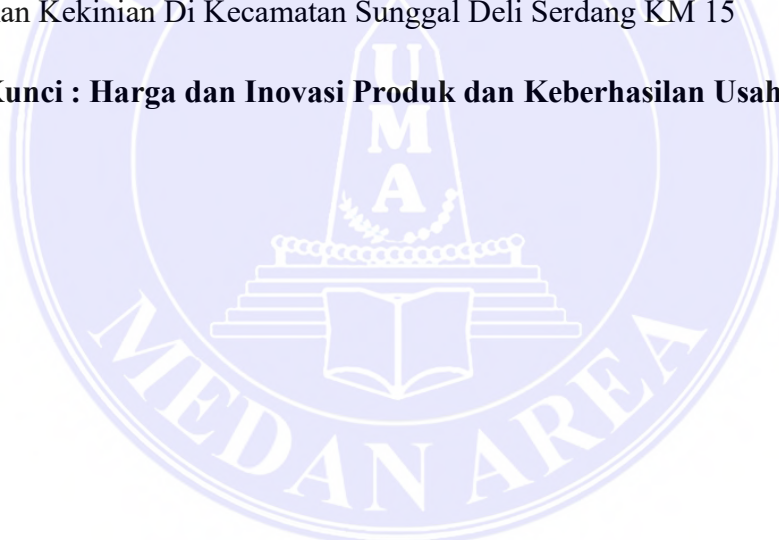 an Kekinian Di Kecamatan Sunggal Deli Serdang KM 15
Kunci : Harga dan Inovasi Produk dan Keberhasilan Usah
UMA
MEDAN AREA